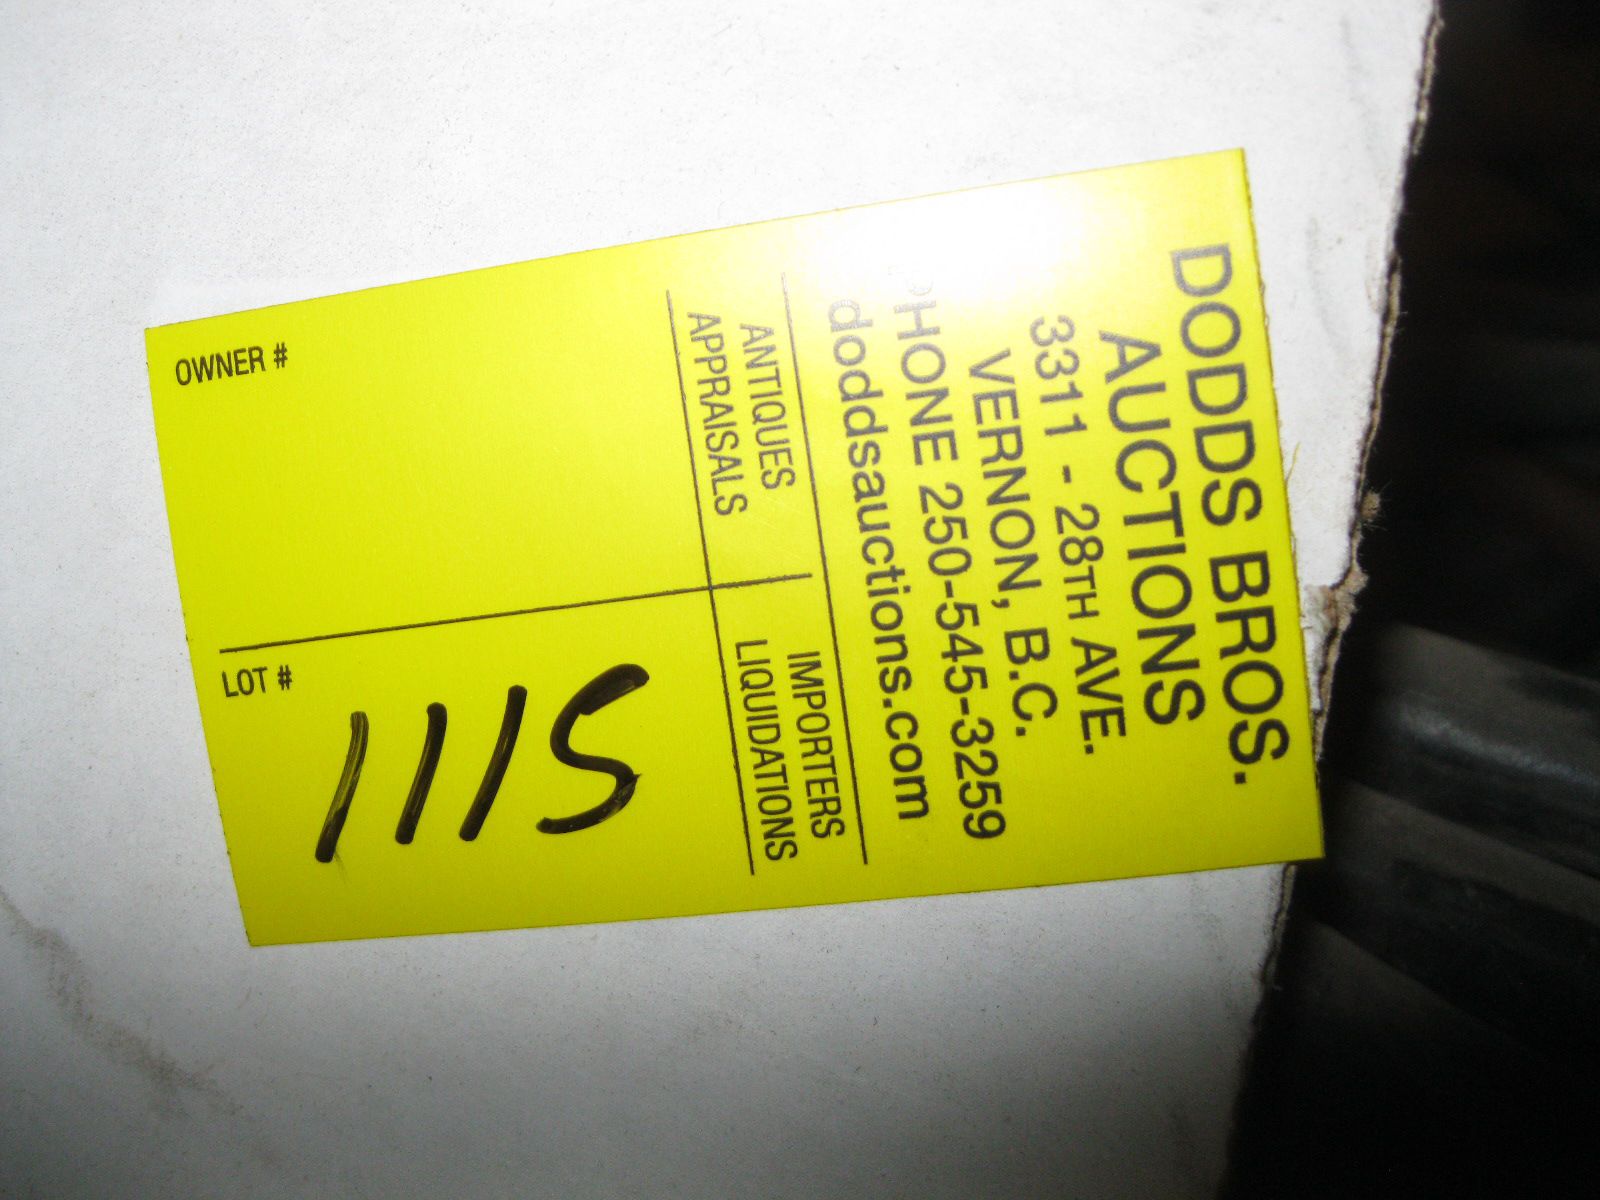 DODDS BROS.
AUCTIONS
3311 - 28TH AVE.
VERNON, B.C.
PHONE 250-545-3259
doddsauctions.com
ANTIQUES
APPRAISALS
IMPORTERS
LIQUIDATIONS
OWNER #
LOT #
1115